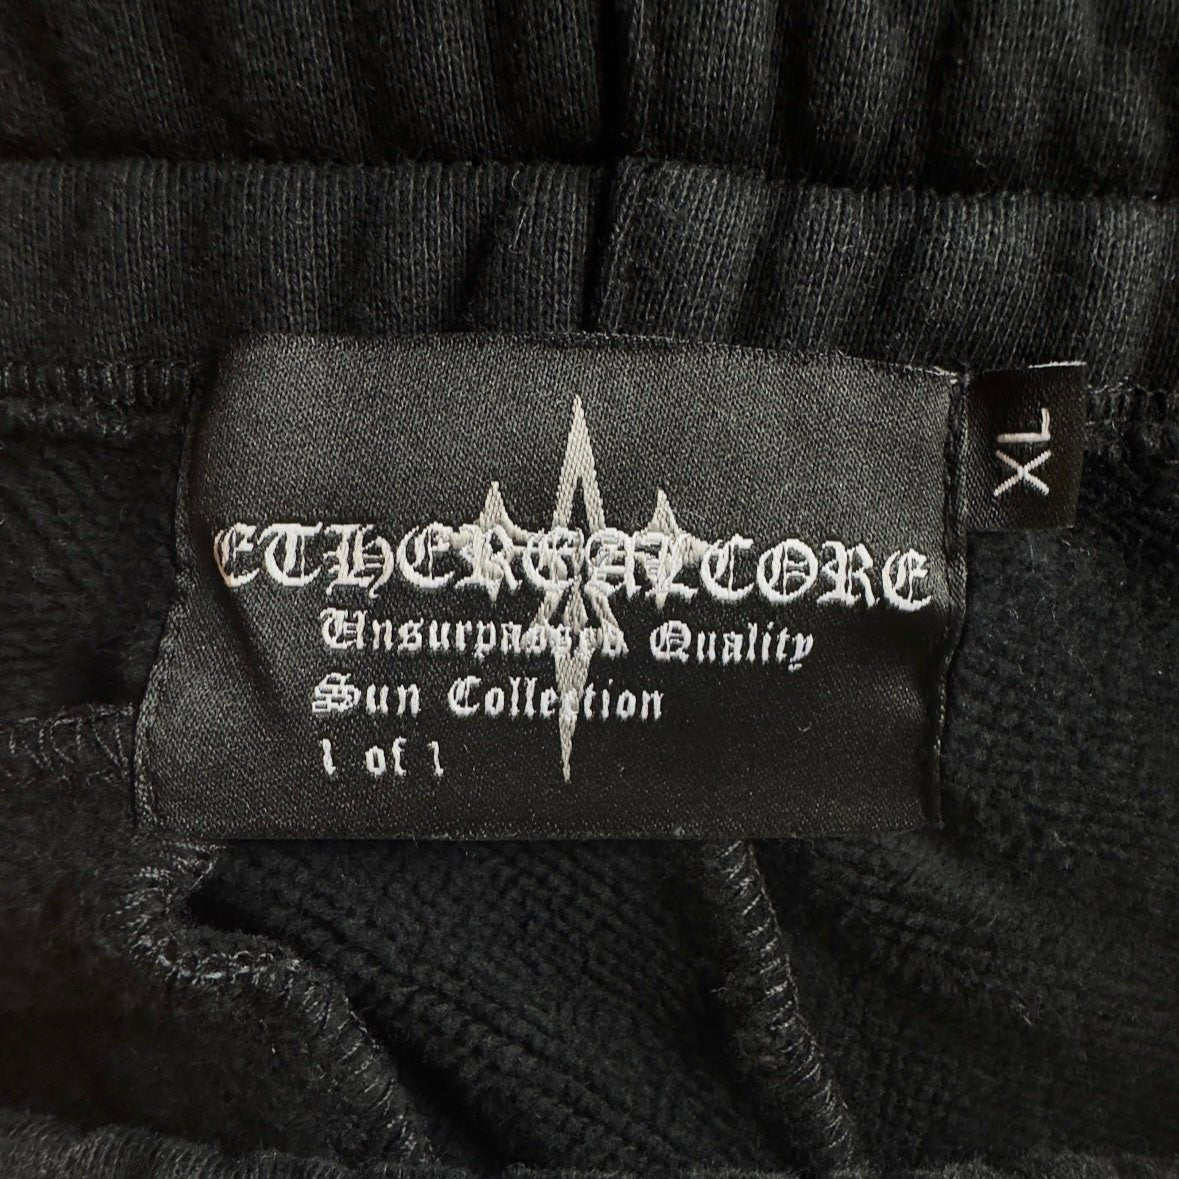 ETHEREALCORE
Unsurpassed Quality
Sun Collection
1 of 1
XL